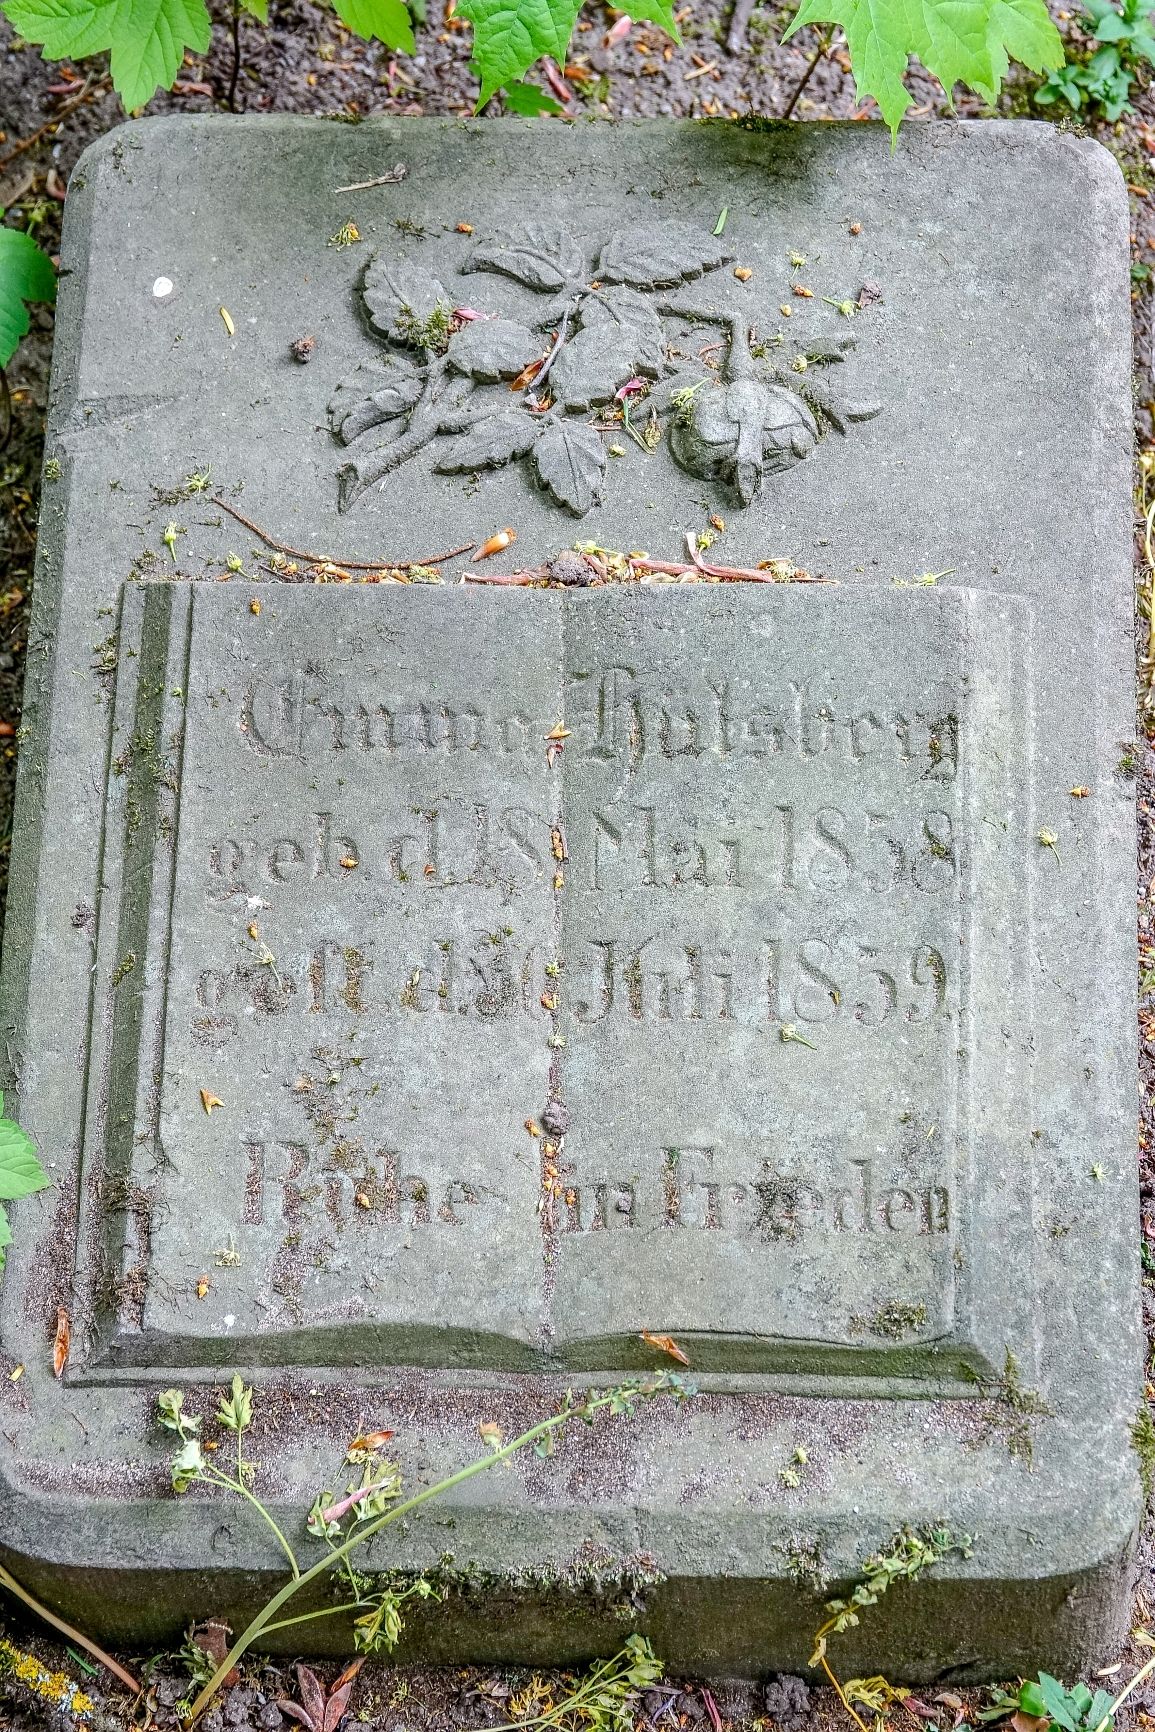 Emma Hülsberg
geb. d. 18 Mai 1858
gest. d. 30 Juli 1859
Ruhe in Frieden